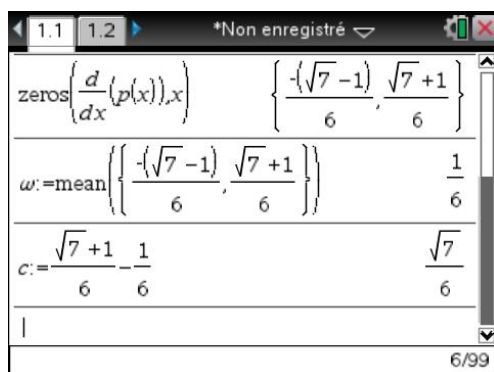 1.1 1.2 *Non enregistré
zeros(d/dx(p(x)),x) {-(√7-1)/6, (√7+1)/6}
w:=mean({-(√7-1)/6, (√7+1)/6}) 1/6
c:=(√7+1)/6-1/6 √7/6
6/99